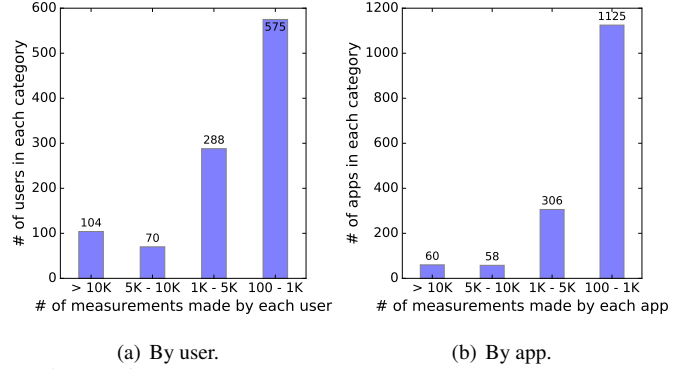 600
500
400
300
200
100
0
# of users in each category
104
70
288
575
> 10K 5K - 10K 1K - 5K 100 - 1K
# of measurements made by each user
(a) By user.
1200
1000
800
600
400
200
0
# of apps in each category
60
58
306
1125
> 10K 5K - 10K 1K - 5K 100 - 1K
# of measurements made by each app
(b) By app.